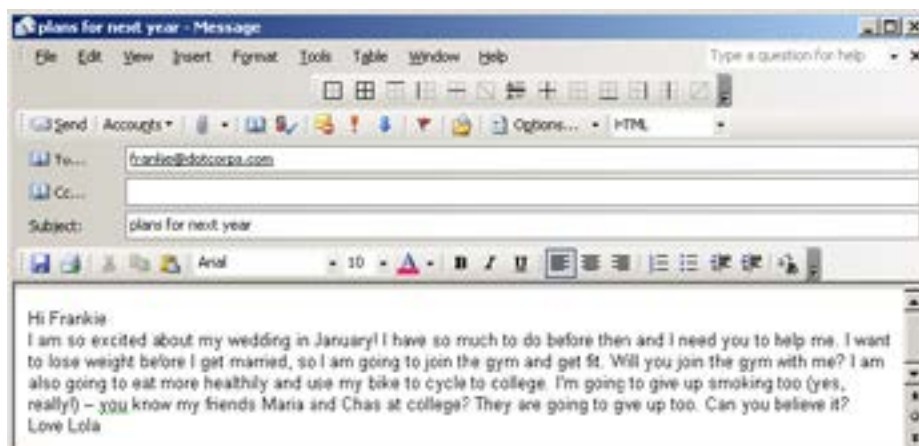 plans for next year - Message
File Edit View Insert Format Tools Table Window Help Type a question for help
Send Accounts Options... HTML
To... frankie@dotcorpa.com
Cc...
Subject: plans for next year
Arial 10 A B I U
Hi Frankie
I am so excited about my wedding in January! I have so much to do before then and I need you to help me. I want
to lose weight before I get married, so I am going to join the gym and get fit. Will you join the gym with me? I am
also going to eat more healthily and use my bike to cycle to college. I'm going to give up smoking too (yes,
really!) – you know my friends Maria and Chas at college? They are going to give up too. Can you believe it?
Love Lola